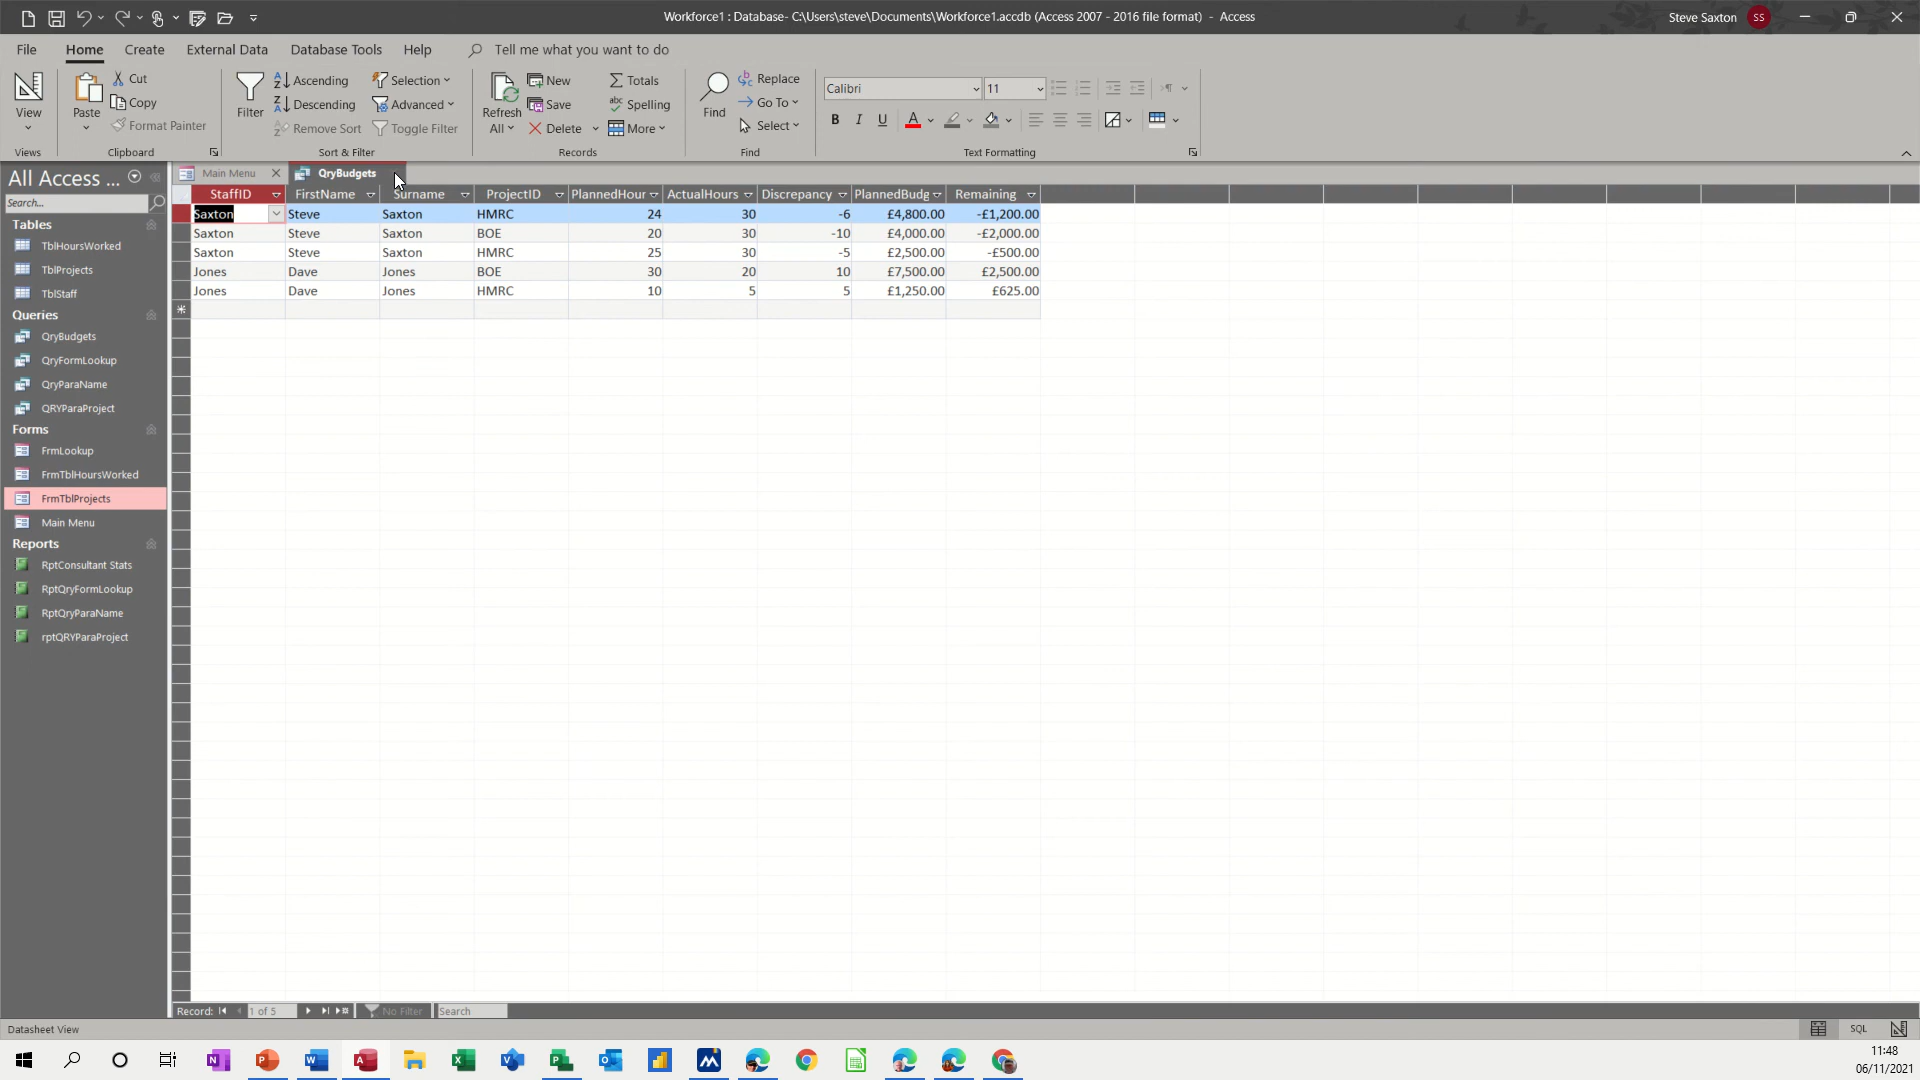 Workforce1 : Database- C:\Users\steve\Documents\Workforce1.accdb (Access 2007 - 2016 file format) - Access
Steve Saxton SS
File Home Create External Data Database Tools Help Tell me what you want to do
View
Views
Paste
Cut
Copy
Format Painter
Clipboard
Filter
Ascending
Descending
Remove Sort
Selection
Advanced
Toggle Filter
Sort & Filter
Refresh
All
New
Save
Delete
Totals
Spelling
More
Records
Find
Replace
Go To
Select
Find
Calibri 11
B I U A
Text Formatting
All Access ...
Search...
Tables
TblHoursWorked
TblProjects
TblStaff
Queries
QryBudgets
QryFormLookup
QryParaName
QRYParaProject
Forms
FrmLookup
FrmTblHoursWorked
FrmTblProjects
Main Menu
Reports
RptConsultant Stats
RptQryFormLookup
RptQryParaName
rptQRYParaProject
Main Menu QryBudgets
StaffID FirstName Surname ProjectID PlannedHour ActualHours Discrepancy PlannedBudg Remaining
Saxton Steve Saxton HMRC 24 30 -6 £4,800.00 -£1,200.00
Saxton Steve Saxton BOE 20 30 -10 £4,000.00 -£2,000.00
Saxton Steve Saxton HMRC 25 30 -5 £2,500.00 -£500.00
Jones Dave Jones BOE 30 20 10 £7,500.00 £2,500.00
Jones Dave Jones HMRC 10 5 5 £1,250.00 £625.00
Record: 1 of 5 No Filter Search
Datasheet View
SQL
11:48
06/11/2021